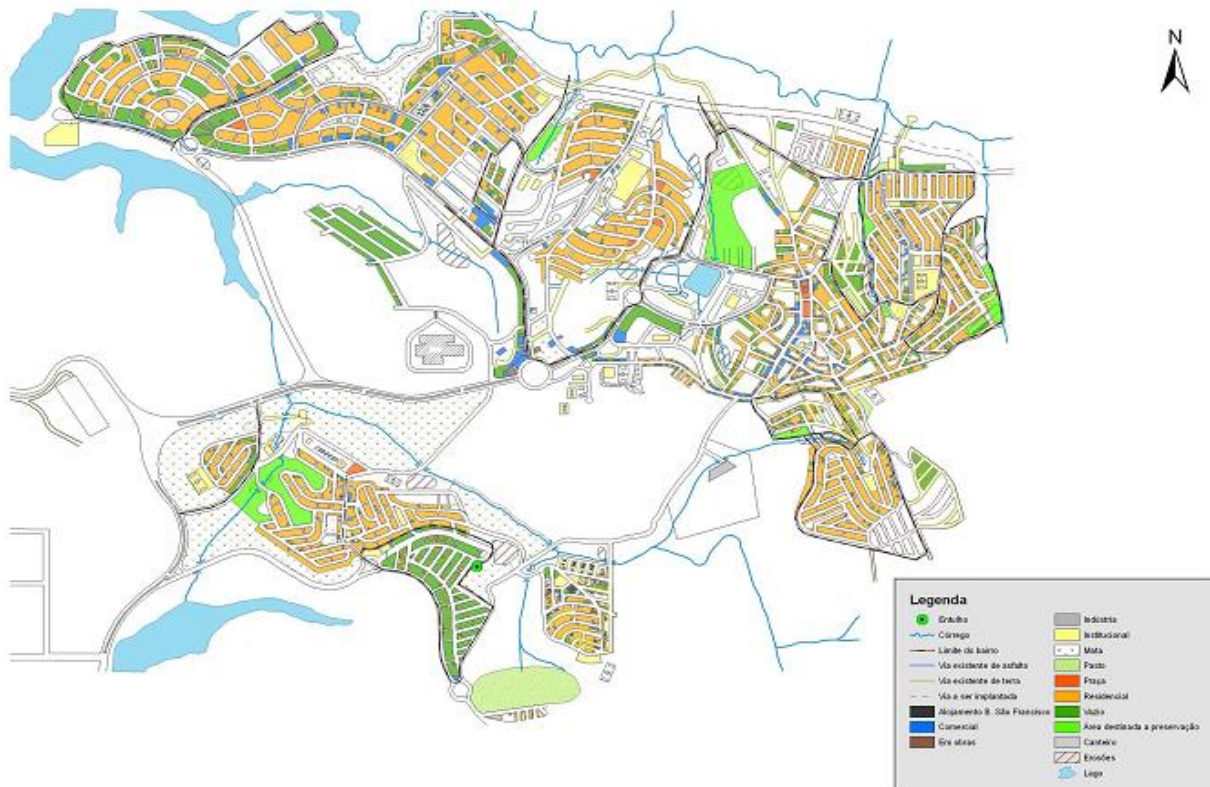 N
Legenda
Entulho
Córrego
Limite do bairro
Via existente de asfalto
Via existente de terra
Via a ser implantada
Alojamento B. São Francisco
Comercial
Em obras
Indústria
Institucional
Mata
Pasto
Praça
Residencial
Vazio
Área destinada a preservação
Canteiro
Erosões
Lago